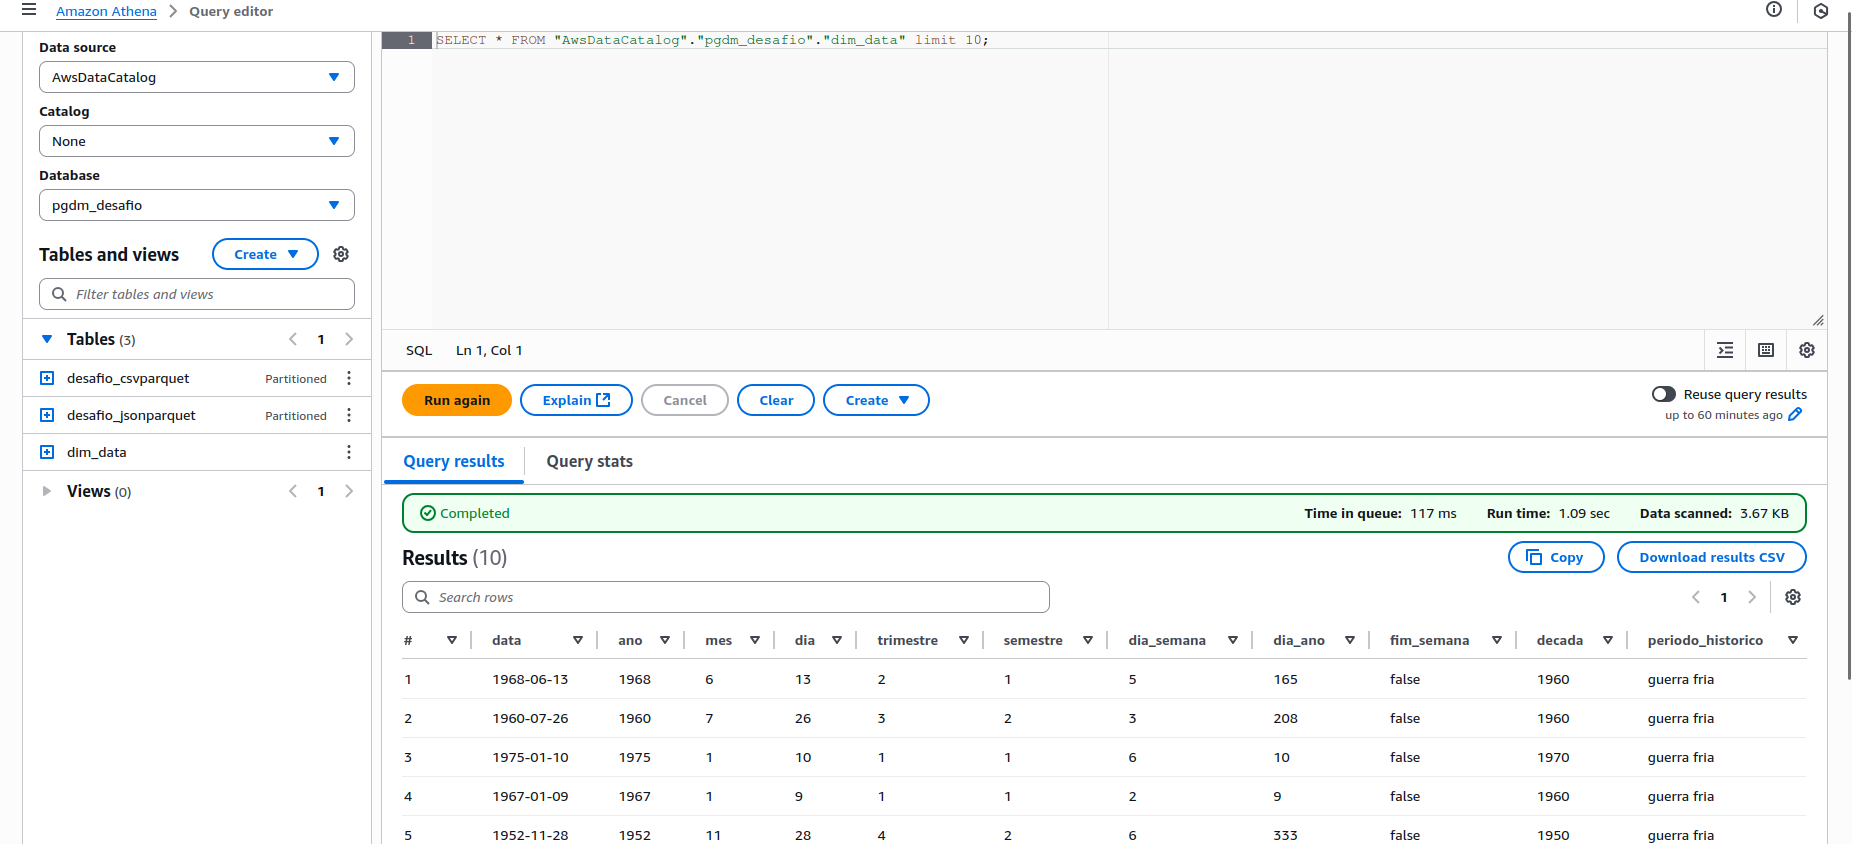 Amazon Athena > Query editor
Data source
AwsDataCatalog
Catalog
None
Database
pgdm_desafio
Tables and views Create
Filter tables and views
Tables (3) < 1 >
desafio_csvparquet Partitioned
desafio_jsonparquet Partitioned
dim_data
Views (0) < 1 >
1 SELECT * FROM "AwsDataCatalog"."pgdm_desafio"."dim_data" limit 10;
SQL Ln 1, Col 1
Run again Explain Cancel Clear Create
Reuse query results
up to 60 minutes ago
Query results Query stats
Completed Time in queue: 117 ms Run time: 1.09 sec Data scanned: 3.67 KB
Results (10) Copy Download results CSV
Search rows < 1 >
# data ano mes dia trimestre semestre dia_semana dia_ano fim_semana decada periodo_historico
1 1968-06-13 1968 6 13 2 1 5 165 false 1960 guerra fria
2 1960-07-26 1960 7 26 3 2 3 208 false 1960 guerra fria
3 1975-01-10 1975 1 10 1 1 6 10 false 1970 guerra fria
4 1967-01-09 1967 1 9 1 1 2 9 false 1960 guerra fria
5 1952-11-28 1952 11 28 4 2 6 333 false 1950 guerra fria